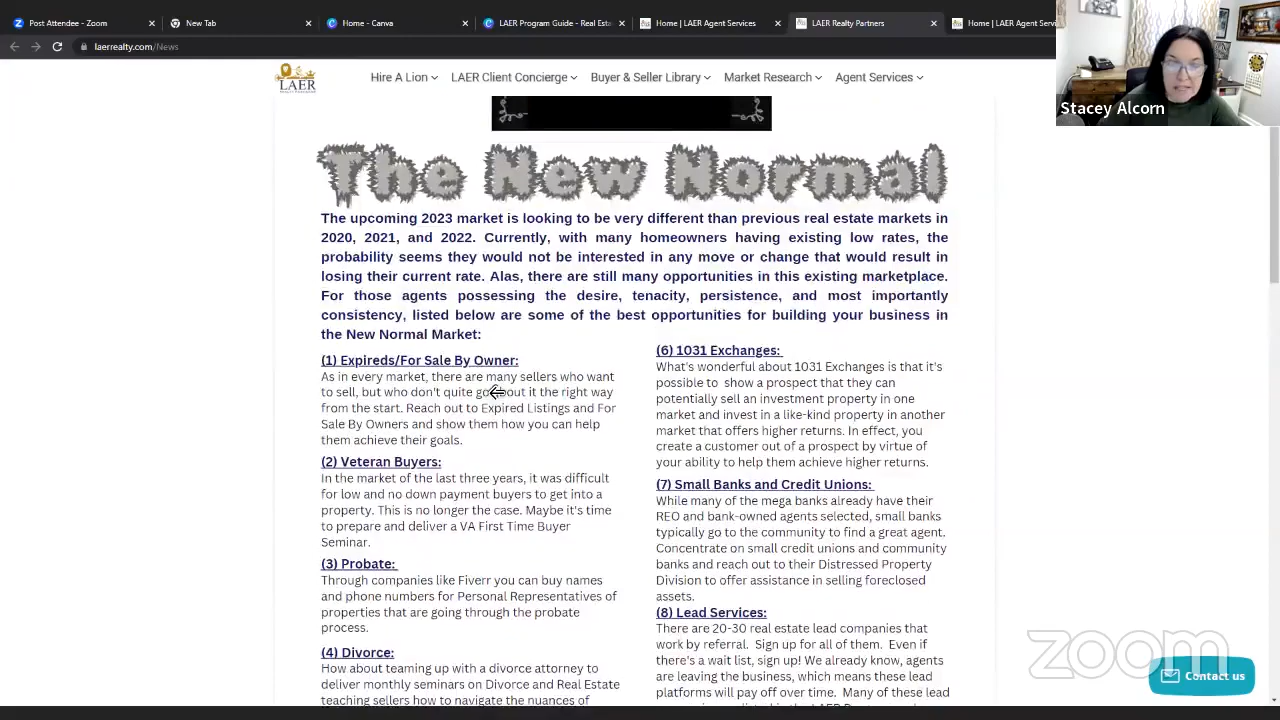 Post Attendee - Zoom
New Tab
Home - Canva
LAER Program Guide - Real Esta
Home | LAER Agent Services
LAER Realty Partners
Home | LAER Agent Serv
laerrealty.com/News
LAER
Hire A Lion
LAER Client Concierge
Buyer & Seller Library
Market Research
Agent Services
Stacey Alcorn
The New Normal
The upcoming 2023 market is looking to be very different than previous real estate markets in
2020, 2021, and 2022. Currently, with many homeowners having existing low rates, the
probability seems they would not be interested in any move or change that would result in
losing their current rate. Alas, there are still many opportunities in this existing marketplace.
For those agents possessing the desire, tenacity, persistence, and most importantly
consistency, listed below are some of the best opportunities for building your business in
the New Normal Market:
(1) Expireds/For Sale By Owner:
As in every market, there are many sellers who want
to sell, but who don't quite go about it the right way
from the start. Reach out to Expired Listings and For
Sale By Owners and show them how you can help
them achieve their goals.
(2) Veteran Buyers:
In the market of the last three years, it was difficult
for low and no down payment buyers to get into a
property. This is no longer the case. Maybe it's time
to prepare and deliver a VA First Time Buyer
Seminar.
(3) Probate:
Through companies like Fiverr you can buy names
and phone numbers for Personal Representatives of
properties that are going through the probate
process.
(4) Divorce:
How about teaming up with a divorce attorney to
deliver monthly seminars on Divorce and Real Estate
teaching sellers how to navigate the nuances of
(6) 1031 Exchanges:
What's wonderful about 1031 Exchanges is that it's
possible to show a prospect that they can
potentially sell an investment property in one
market and invest in a like-kind property in another
market that offers higher returns. In effect, you
create a customer out of a prospect by virtue of
your ability to help them achieve higher returns.
(7) Small Banks and Credit Unions:
While many of the mega banks already have their
REO and bank-owned agents selected, small banks
typically go to the community to find a great agent.
Concentrate on small credit unions and community
banks and reach out to their Distressed Property
Division to offer assistance in selling foreclosed
assets.
(8) Lead Services:
There are 20-30 real estate lead companies that
work by referral. Sign up for all of them. Even if
there's a wait list, sign up! We already know, agents
are leaving the business, which means these lead
platforms will pay off over time. Many of these lead
zoom
Contact us